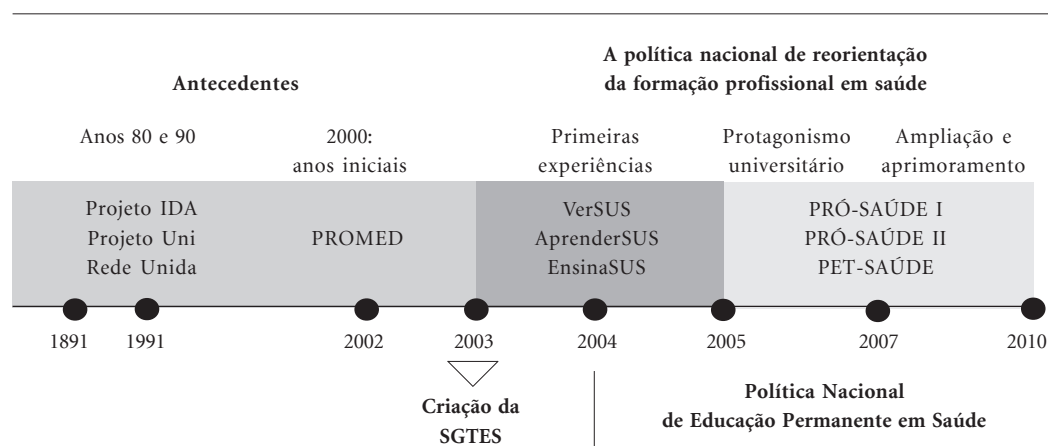 Antecedentes
A política nacional de reorientação
da formação profissional em saúde
Anos 80 e 90
2000:
anos iniciais
Primeiras
experiências
Protagonismo
universitário
Ampliação e
aprimoramento
Projeto IDA
Projeto Uni
Rede Unida
PROMED
VerSUS
AprenderSUS
EnsinaSUS
PRÓ-SAÚDE I
PRÓ-SAÚDE II
PET-SAÚDE
1891
1991
2002
2003
2004
2005
2007
2010
Criação da
SGTES
Política Nacional
de Educação Permanente em Saúde